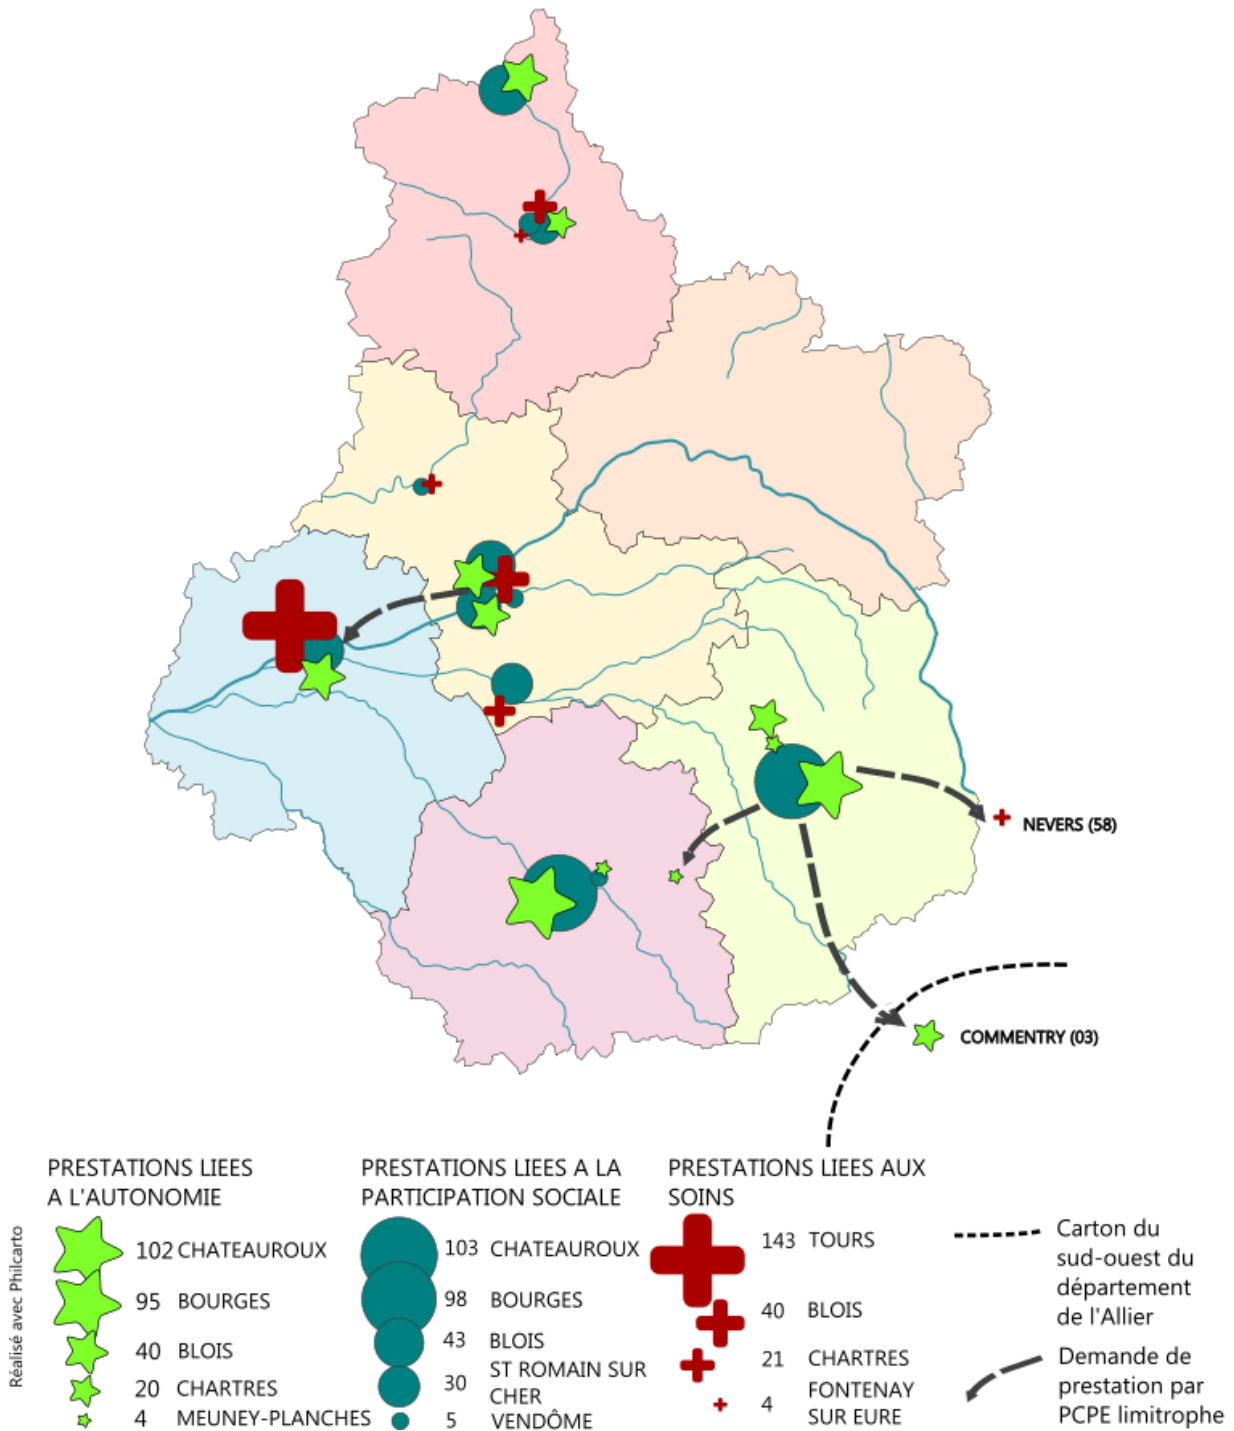 NEVERS (58)
COMMENTRY (03)
PRESTATIONS LIEES
A L'AUTONOMIE
102 CHATEAUROUX
95 BOURGES
40 BLOIS
20 CHARTRES
4 MEUNEY-PLANCHES
PRESTATIONS LIEES A LA
PARTICIPATION SOCIALE
103 CHATEAUROUX
98 BOURGES
43 BLOIS
30 ST ROMAIN SUR
CHER
5 VENDÔME
PRESTATIONS LIEES AUX
SOINS
143 TOURS
40 BLOIS
21 CHARTRES
4 FONTENAY
SUR EURE
Carton du
sud-ouest du
département
de l'Allier
Demande de
prestation par
PCPE limitrophe
Réalisé avec Philcarto